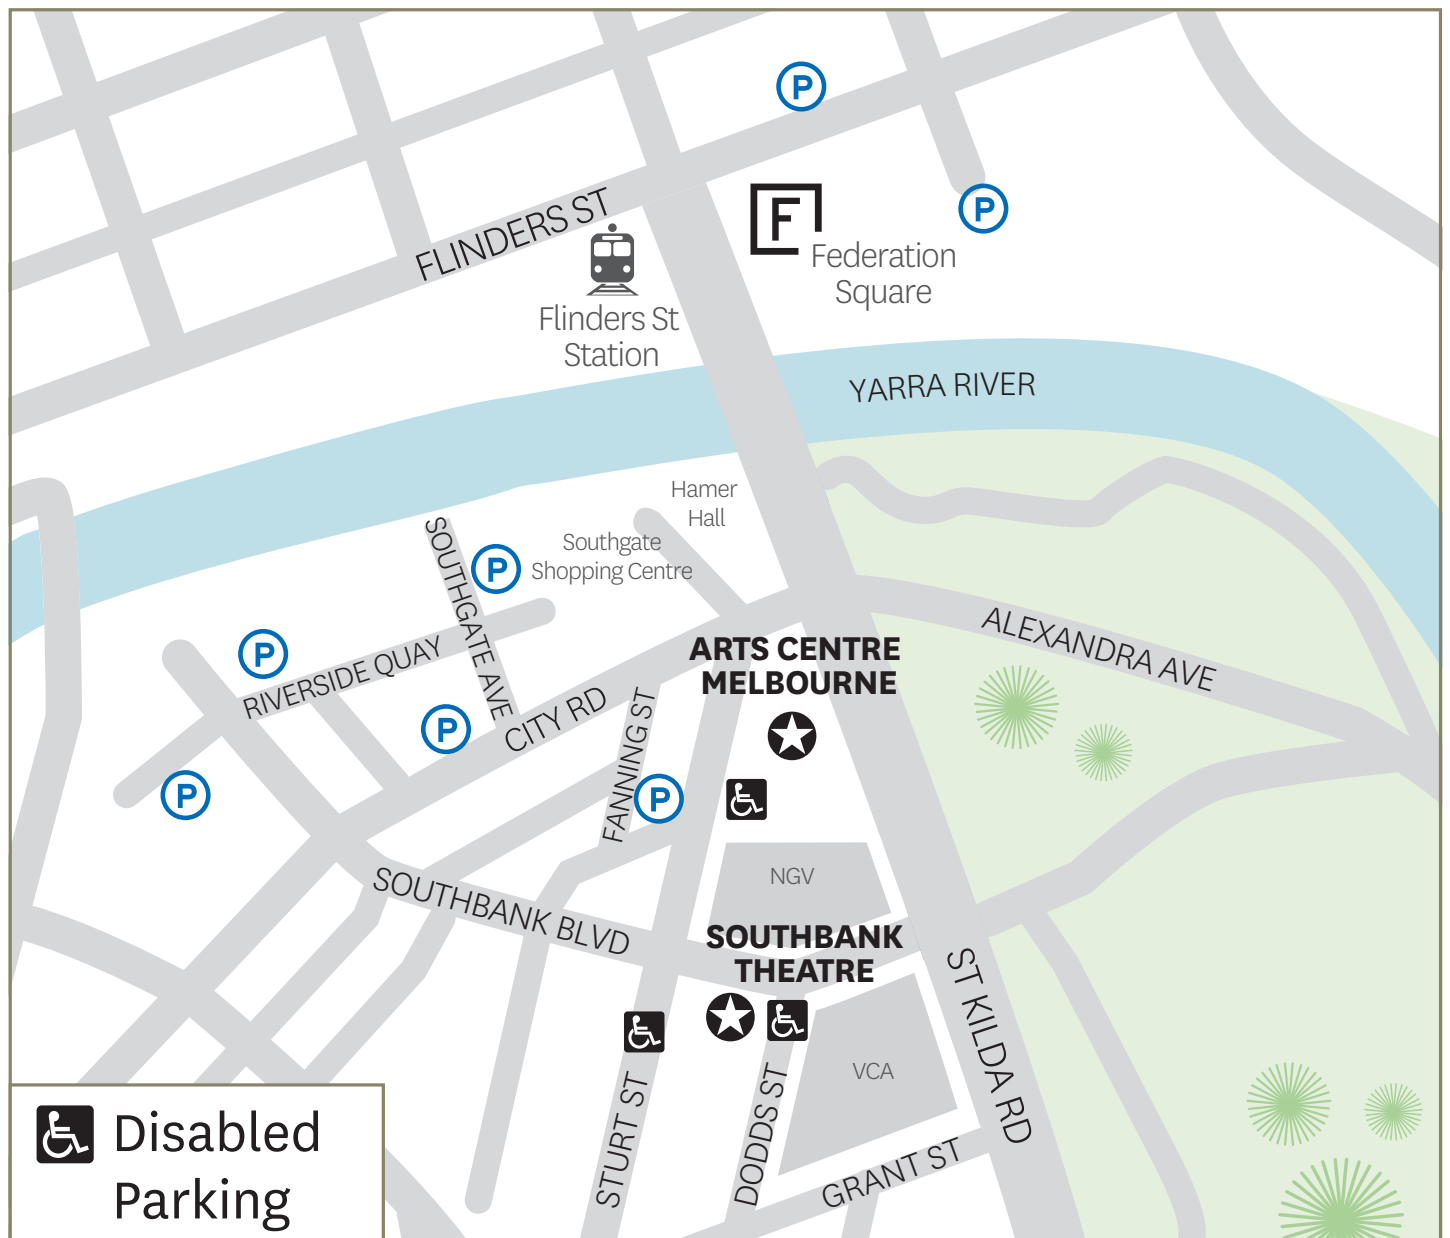 P
FLINDERS ST
F
P
Federation
Square
Flinders St
Station
YARRA RIVER
Hamer
Hall
Southgate
Shopping Centre
SOUTHGATE AVE
P
ALEXANDRA AVE
ARTS CENTRE
MELBOURNE
P
RIVERSIDE QUAY
CITY RD
P
FANNING ST
P
P
NGV
SOUTHBANK BLVD
SOUTHBANK
THEATRE
ST KILDA RD
VCA
STURT ST
DODDS ST
GRANT ST
Disabled
Parking